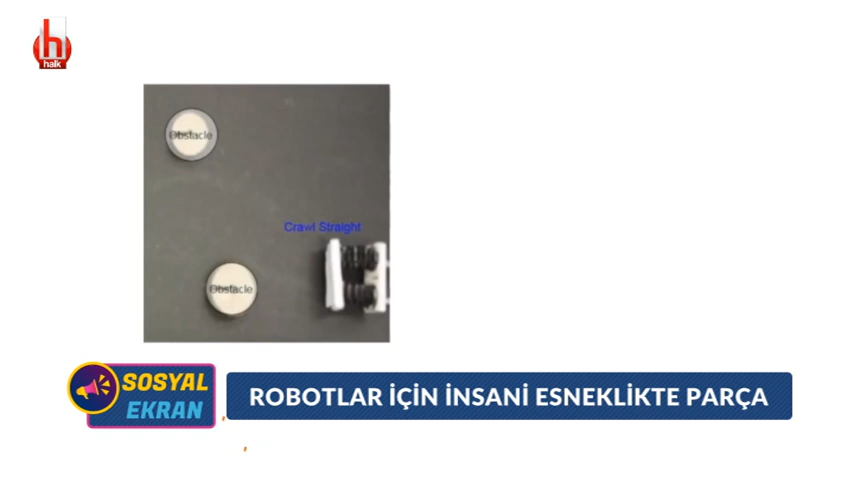 h
halk
Obstacle
Crawl Straight
Obstacle
SOSYAL
EKRAN
ROBOTLAR İÇİN İNSANİ ESNEKLİKTE PARÇA